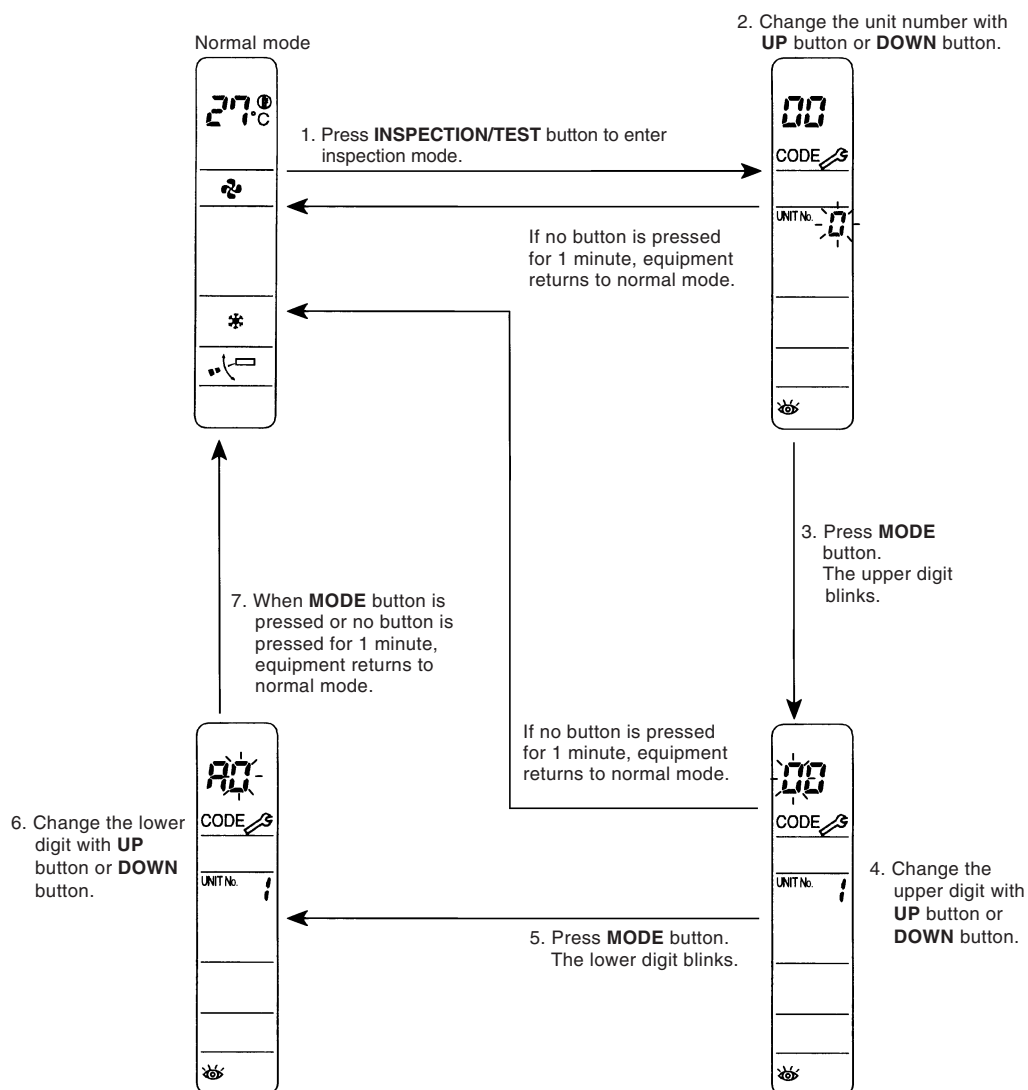 2. Change the unit number with
UP button or DOWN button.
Normal mode
27°C
1. Press INSPECTION/TEST button to enter
inspection mode.
00
CODE
UNIT No. 0
If no button is pressed
for 1 minute, equipment
returns to normal mode.
3. Press MODE
button.
The upper digit
blinks.
7. When MODE button is
pressed or no button is
pressed for 1 minute,
equipment returns to
normal mode.
If no button is pressed
for 1 minute, equipment
returns to normal mode.
00
CODE
UNIT No. 1
4. Change the
upper digit with
UP button or
DOWN button.
5. Press MODE button.
The lower digit blinks.
A0
CODE
UNIT No. 1
6. Change the lower
digit with UP
button or DOWN
button.